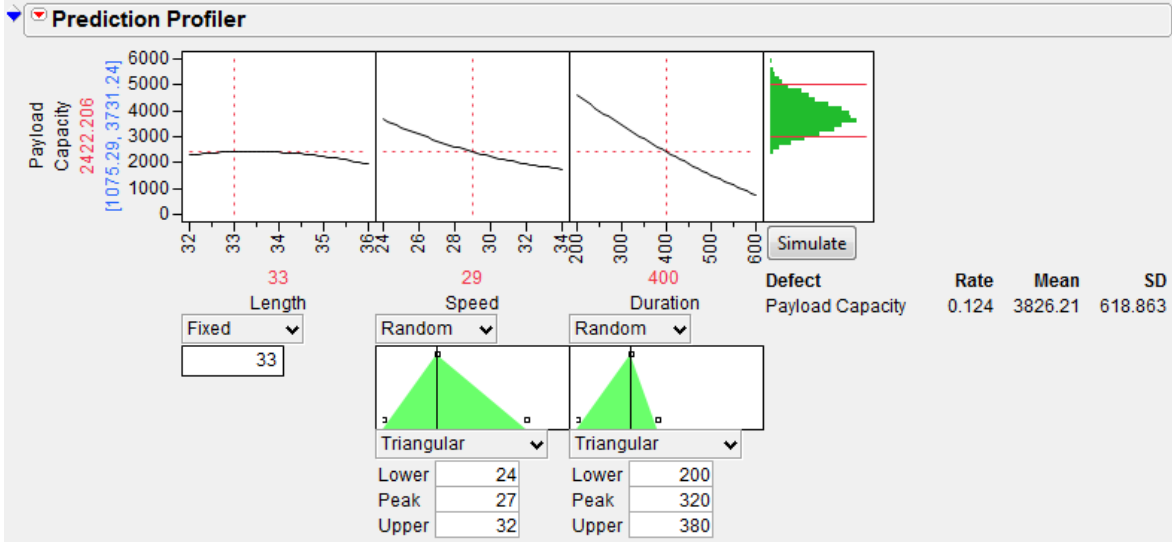 Prediction Profiler
Payload
Capacity
2422.206
[1075.29, 3731.24]
6000
5000
4000
3000
2000
1000
0
32 33 34 35 36
24 26 28 30 32 34
200 300 400 500 600
Simulate
33 29 400
Length Speed Duration
Defect Rate Mean SD
Payload Capacity 0.124 3826.21 618.863
Fixed Random Random
33
Triangular Triangular
Lower 24 Lower 200
Peak 27 Peak 320
Upper 32 Upper 380